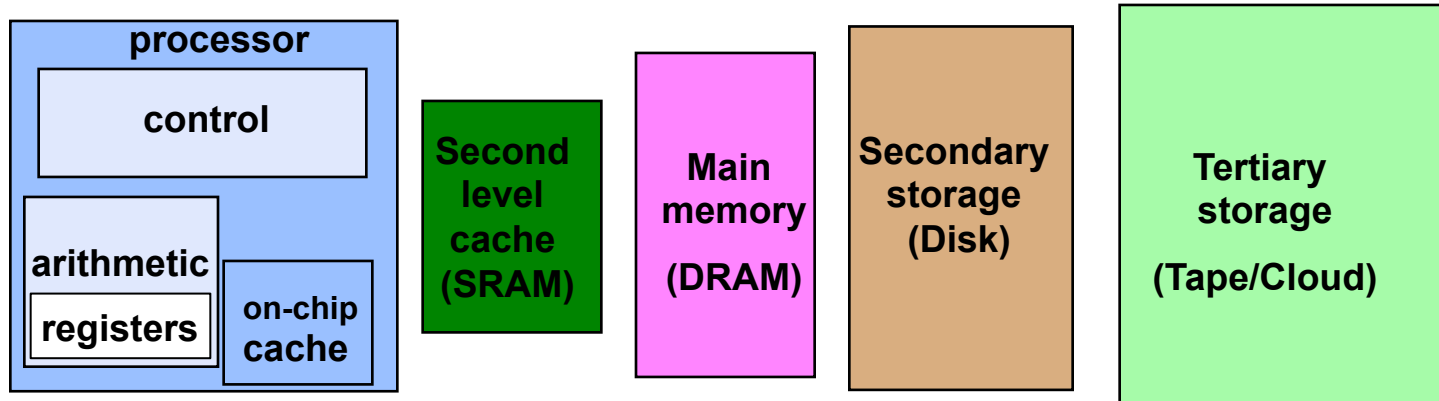 processor
control
arithmetic
registers
on-chip
cache
Second
level
cache
(SRAM)
Main
memory
(DRAM)
Secondary
storage
(Disk)
Tertiary
storage
(Tape/Cloud)